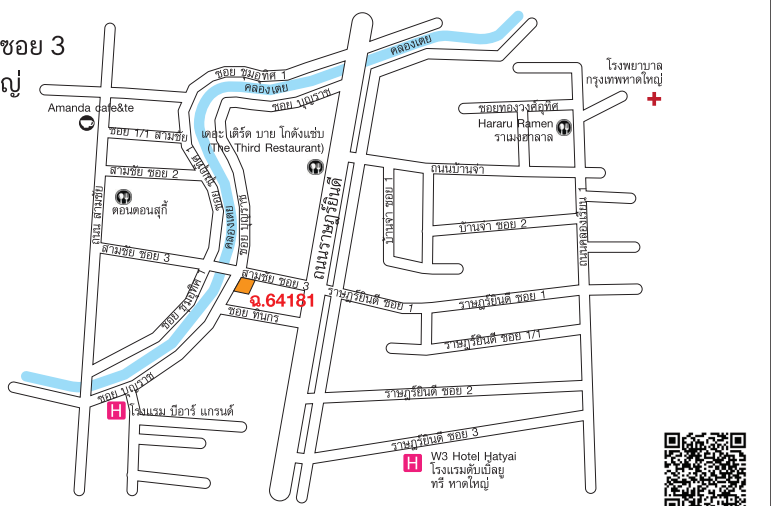 ซอย 3
ญ่
คลองเตย
ซอย ชุมอุทิศ 1
คลองเตย
ซอย บุญราช
โรงพยาบาล
กรุงเทพหาดใหญ่
Amanda cafe&te
ซอยทองวงศ์อุทิศ
Hararu Ramen
ราเมงฮาลาล
ซอย 1/1 สามชัย
เดอะ เติร์ด บาย โกดังแซ่บ
(The Third Restaurant)
สามชัย ซอย 2
ซอย ชุมอุทิศ 1
ถนนบ้านจ่า
ตอนตอนสุกี้
ถนน สามชัย
คลองเตย
ซอย บุญราช
ถนนราษฎร์ยินดี
บ้านจ่า ซอย 1
บ้านจ่า ซอย 2
ถนนคลองเรียน 1
สามชัย ซอย 3
สามชัย ซอย 3
ฉ.64181
ราษฎร์ยินดี ซอย 1
ราษฎร์ยินดี ซอย 1
ซอย ชุมอุทิศ
ซอย ทันกร
ราษฎร์ยินดี ซอย 1/1
ซอย บุญราช
ราษฎร์ยินดี ซอย 2
H โรงแรม บีอาร์ แกรนด์
ราษฎร์ยินดี ซอย 3
H W3 Hotel Hatyai
โรงแรมดับเบิ้ลยู
ทรี หาดใหญ่